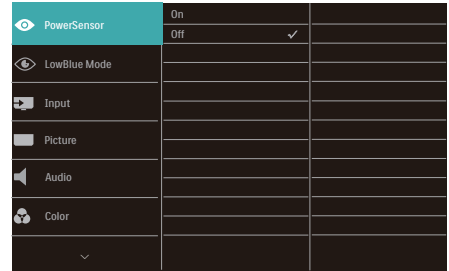 PowerSensor
On
Off
LowBlue Mode
Input
Picture
Audio
Color